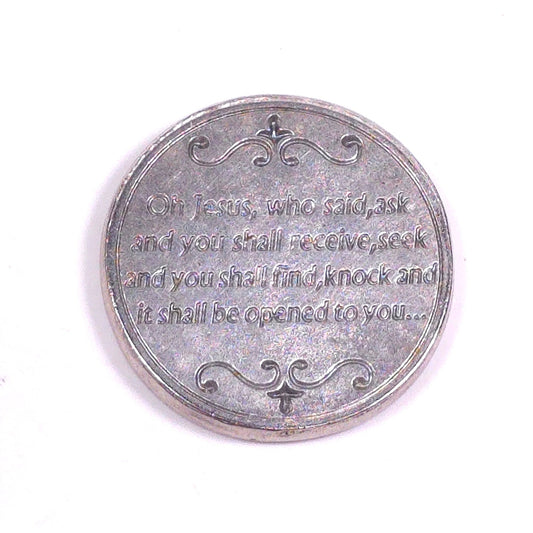 Oh Jesus, who said,ask
and you shall receive,seek
and you shall find,knock and
it shall be opened to you...